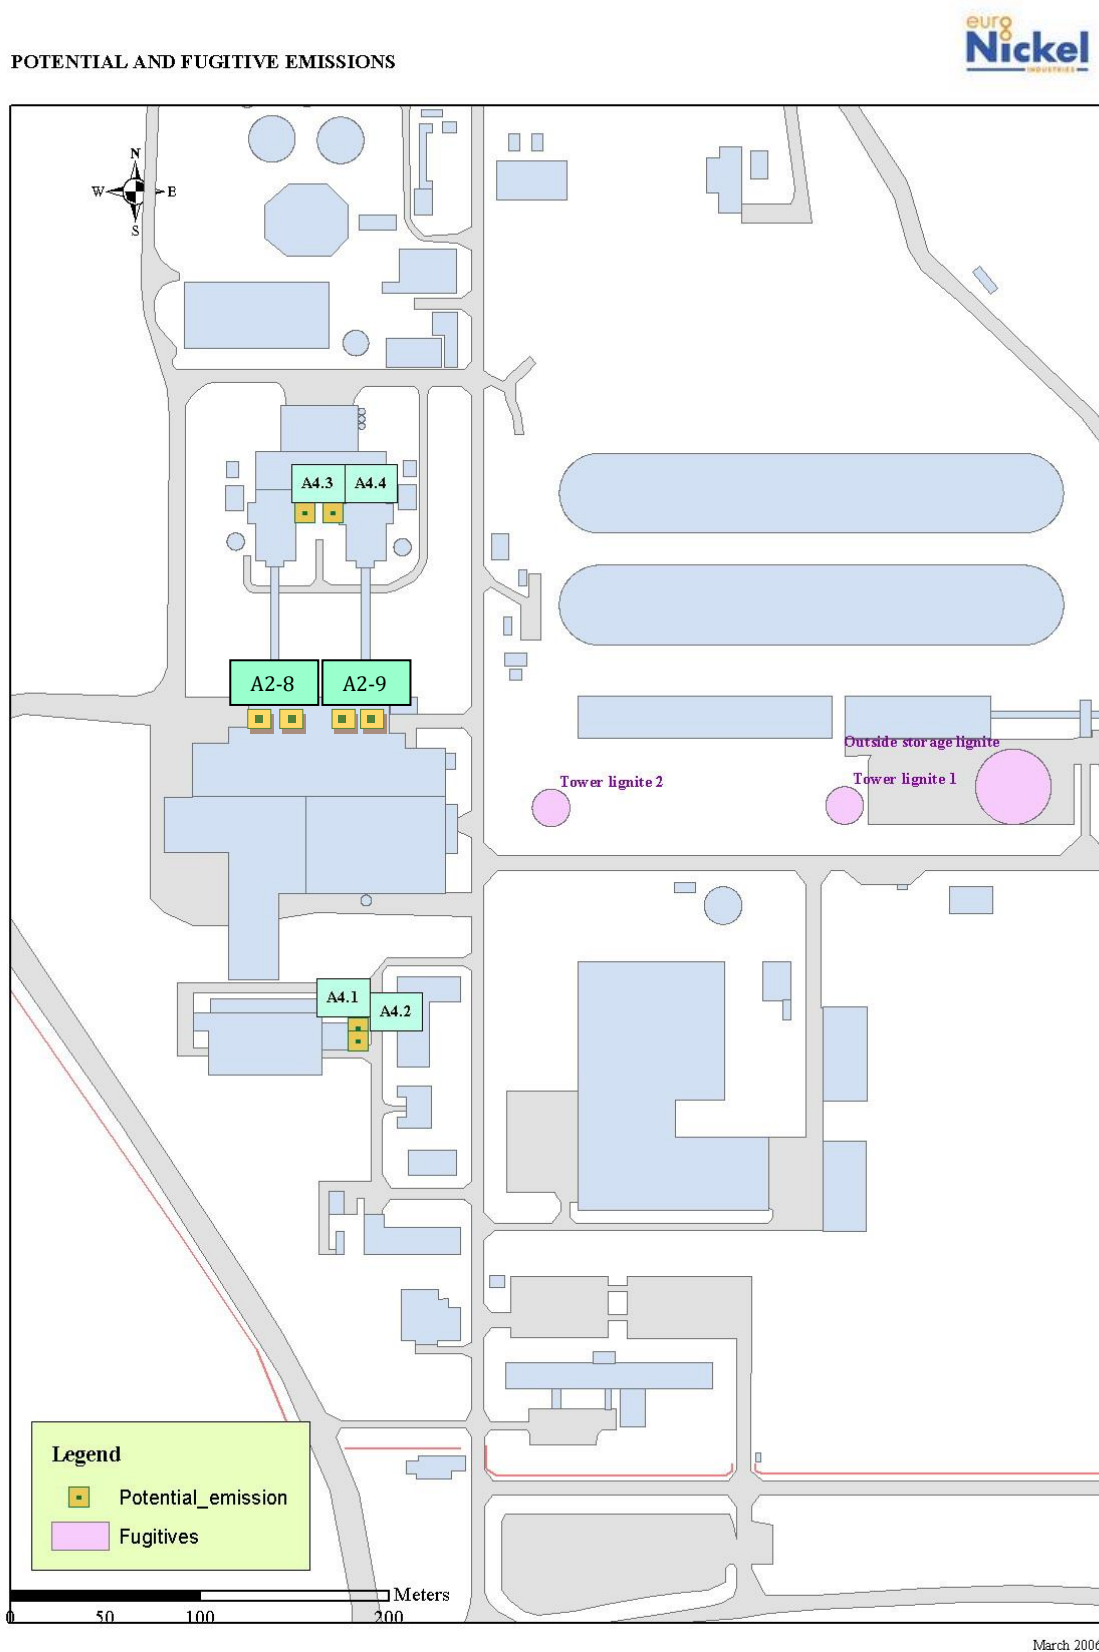 euro
Nickel
INDUSTRIES
POTENTIAL AND FUGITIVE EMISSIONS
N
W E
S
A4.3 A4.4
A2-8 A2-9
Outside storage lignite
Tower lignite 2
Tower lignite 1
A4.1
A4.2
Legend
Potential_emission
Fugitives
Meters
0 50 100 200
March 2006